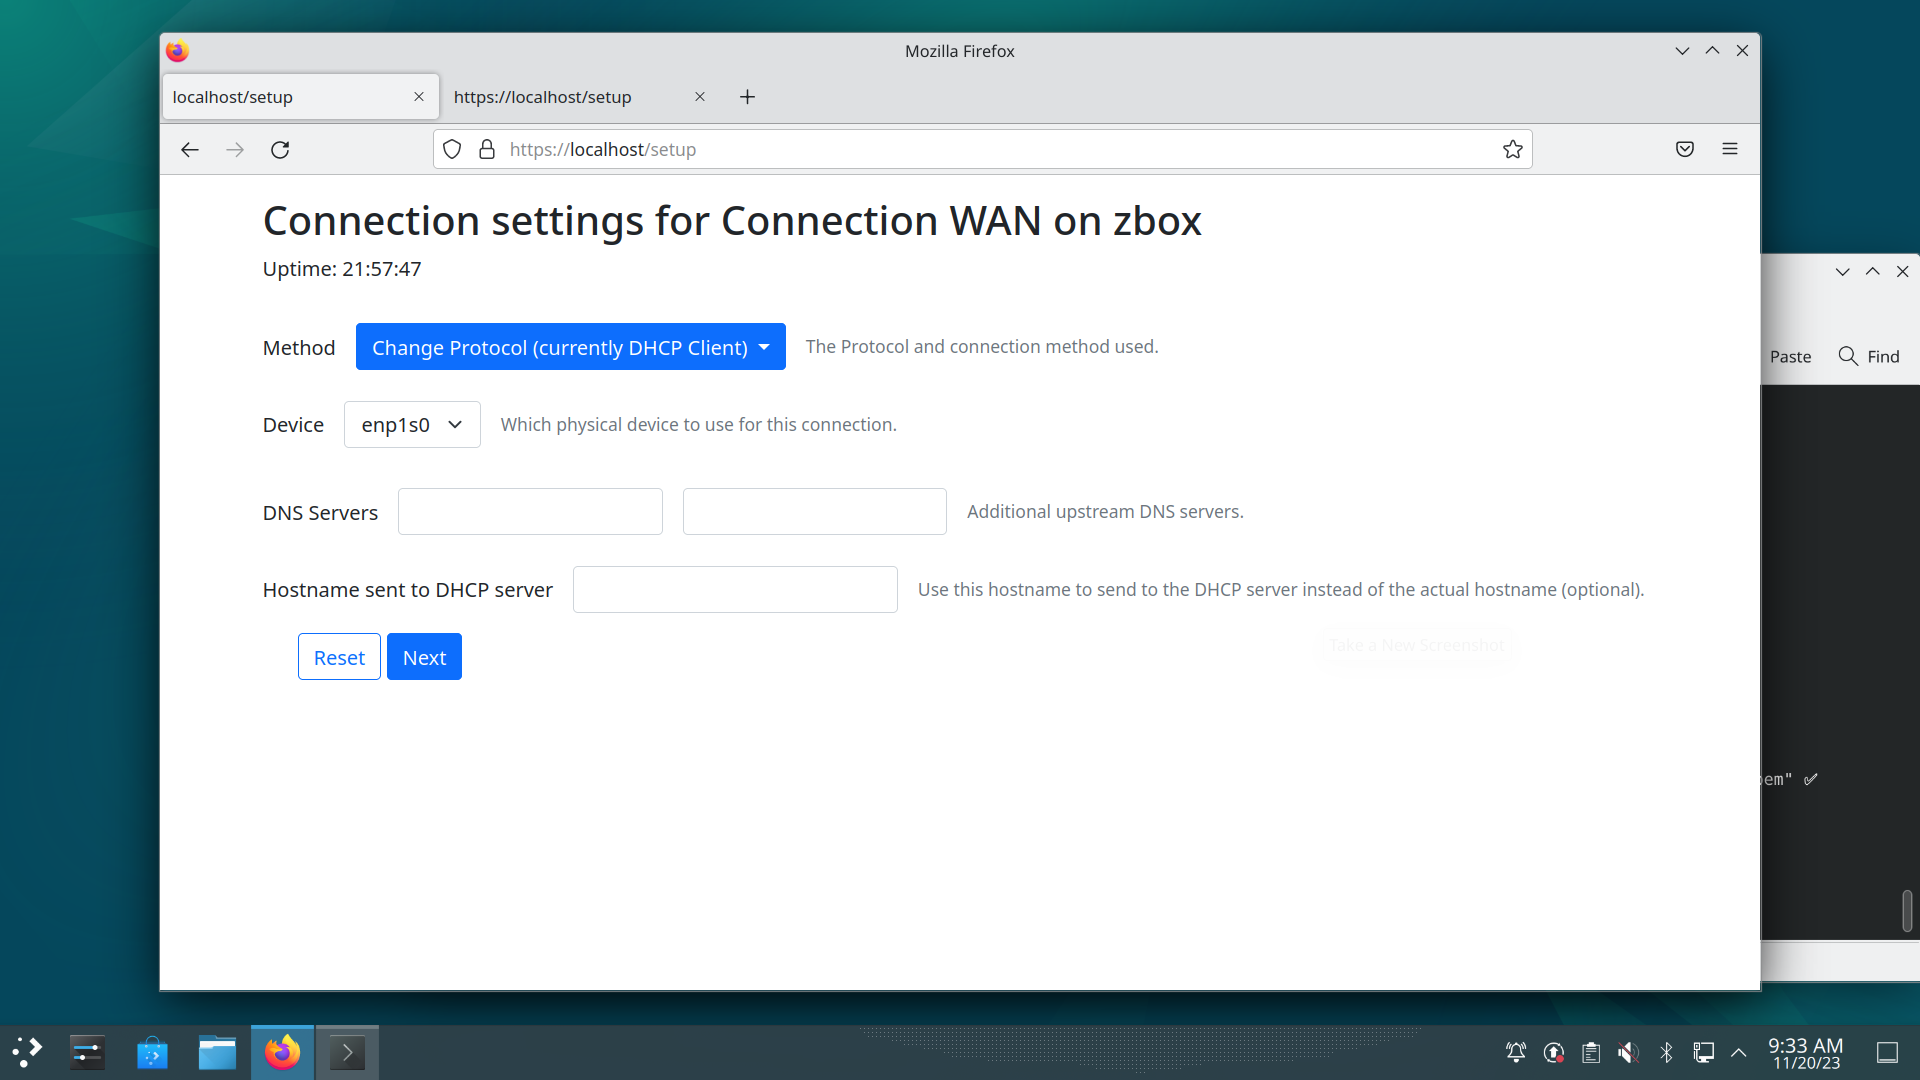 Mozilla Firefox
localhost/setup
https://localhost/setup
https://localhost/setup
Connection settings for Connection WAN on zbox
Uptime: 21:57:47
Method Change Protocol (currently DHCP Client) The Protocol and connection method used.
Paste Find
Device enp1s0 Which physical device to use for this connection.
DNS Servers Additional upstream DNS servers.
Hostname sent to DHCP server Use this hostname to send to the DHCP server instead of the actual hostname (optional).
Take a New Screenshot
Reset Next
em" ✓
9:33 AM
11/20/23